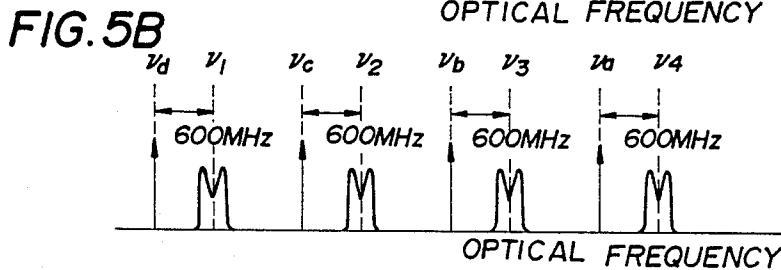 OPTICAL FREQUENCY
FIG. 5B
νd ν1 νc ν2 νb ν3 νa ν4
600MHz 600MHz 600MHz 600MHz
OPTICAL FREQUENCY